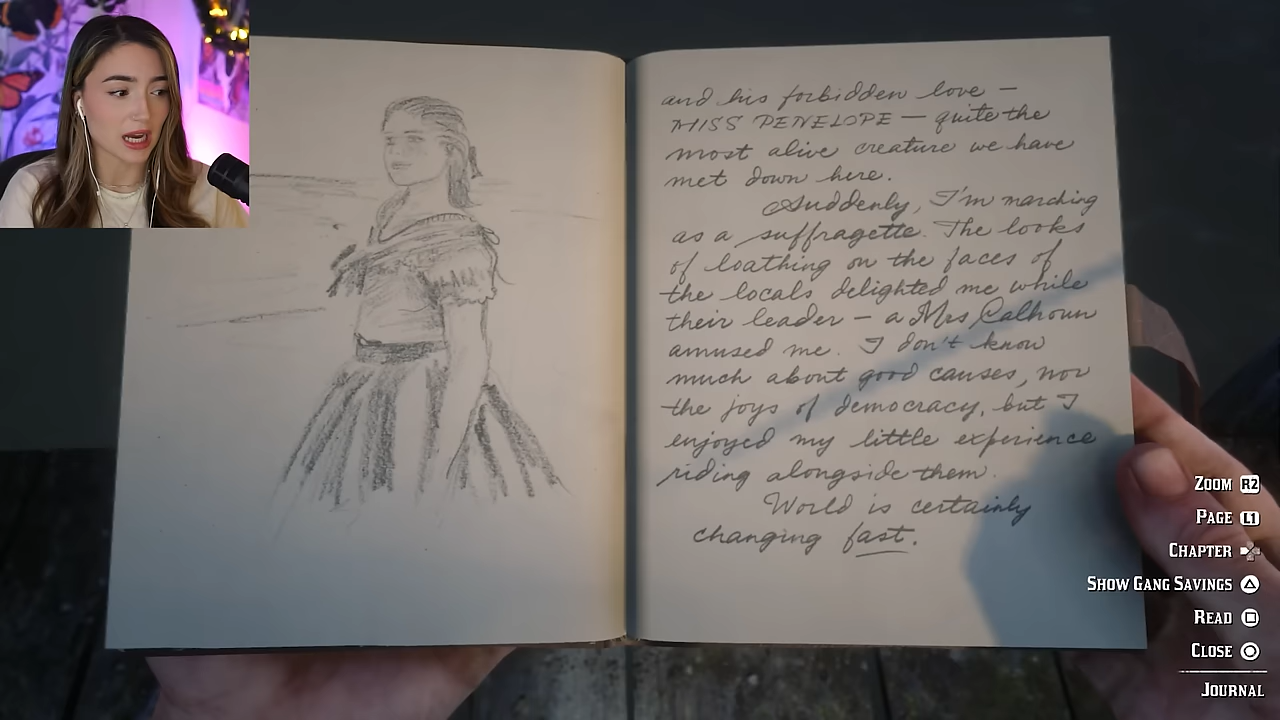 and his forbidden love –
MISS PENELOPE – quite the
most alive creature we have
met down here.
Suddenly, I'm marching
as a suffragette. The looks
of loathing on the faces of
the locals delighted me while
their leader – a Mrs Calhoun
amused me. I don't know
much about good causes, nor
the joys of democracy, but I
enjoyed my little experience
riding alongside them.
World is certainly
changing fast.
ZOOM R2
PAGE L1
CHAPTER
SHOW GANG SAVINGS
READ
CLOSE
JOURNAL